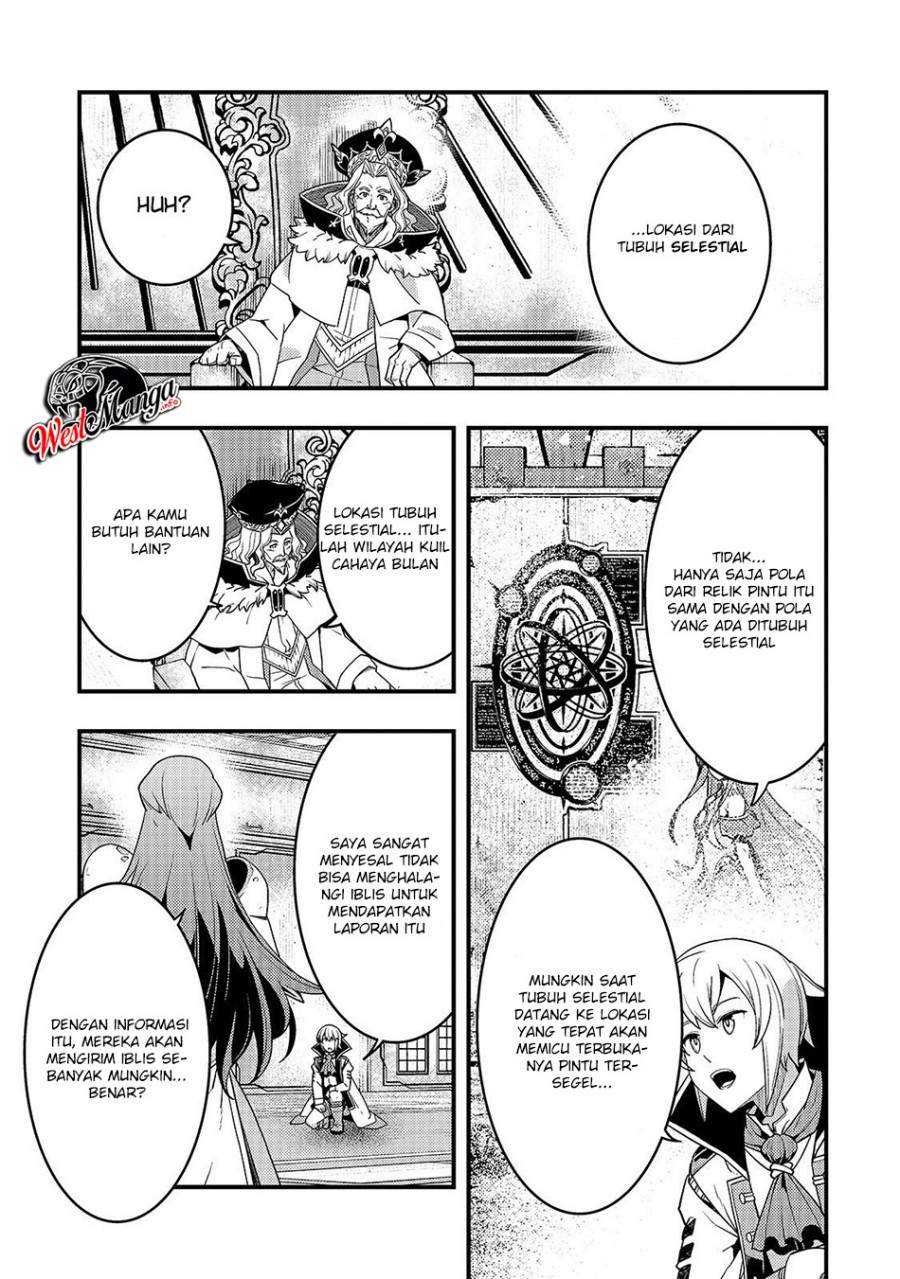 ...LOKASI DARI
TUBUH SELESTIAL
HUH?
TIDAK...
HANYA SAJA POLA
DARI RELIK PINTU ITU
SAMA DENGAN POLA
YANG ADA DITUBUH
SELESTIAL
MUNGKIN SAAT
TUBUH SELESTIAL
DATANG KE LOKASI
YANG TEPAT AKAN
MEMICU TERBUKA-
NYA PINTU TER-
SEGEL...
LOKASI TUBUH
SELESTIAL... ITU-
LAH WILAYAH KUIL
CAHAYA BULAN
APA KAMU
BUTUH BANTUAN
LAIN?
SAYA SANGAT
MENYESAL TIDAK
BISA MENGHALA-
NGI IBLIS UNTUK
MENDAPATKAN
LAPORAN ITU
DENGAN INFORMASI
ITU, MEREKA AKAN
MENGIRIM IBLIS SE-
BANYAK MUNGKIN...
BENAR?
WestManga
.info